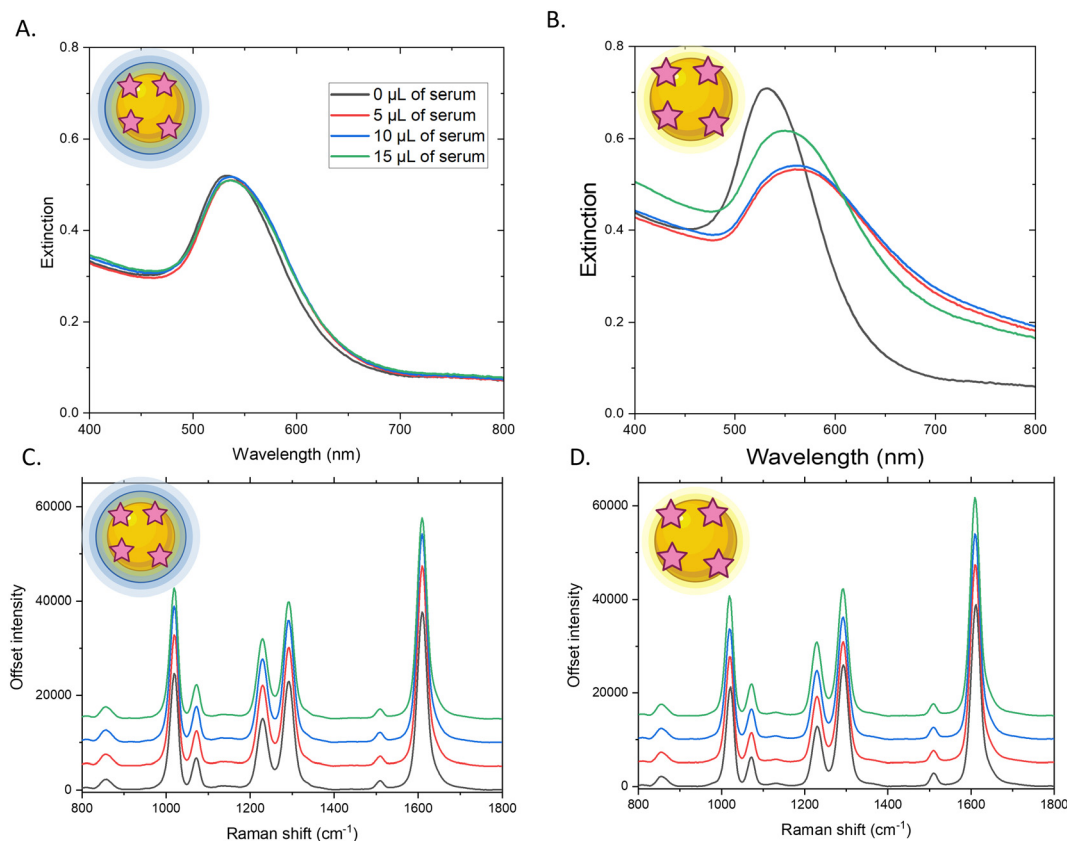 A.
0.8
0.6
0.4
0.2
0.0
Extinction
400
500
600
700
800
Wavelength (nm)
0 µL of serum
5 µL of serum
10 µL of serum
15 µL of serum
B.
0.8
0.6
0.4
0.2
0.0
Extinction
400
500
600
700
800
Wavelength (nm)
C.
60000
40000
20000
0
Offset intensity
800
1000
1200
1400
1600
1800
Raman shift (cm⁻¹)
D.
60000
40000
20000
0
Offset intensity
800
1000
1200
1400
1600
1800
Raman shift (cm⁻¹)